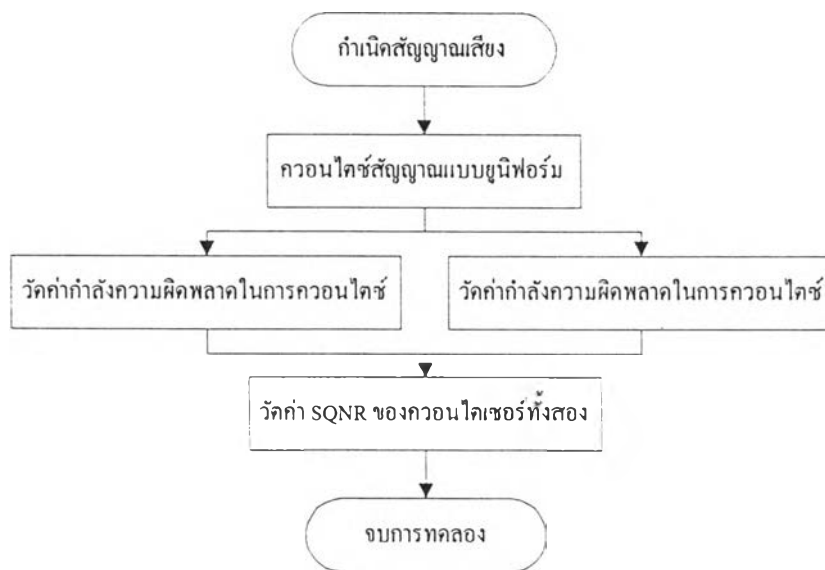 กำเนิดสัญญาณเสียง
ควอนไตซ์สัญญาณแบบยูนิฟอร์ม
วัดค่ากำลังความผิดพลาดในการควอนไตซ์
วัดค่ากำลังความผิดพลาดในการควอนไตซ์
วัดค่า SQNR ของควอนไตเซอร์ทั้งสอง
จบการทดลอง